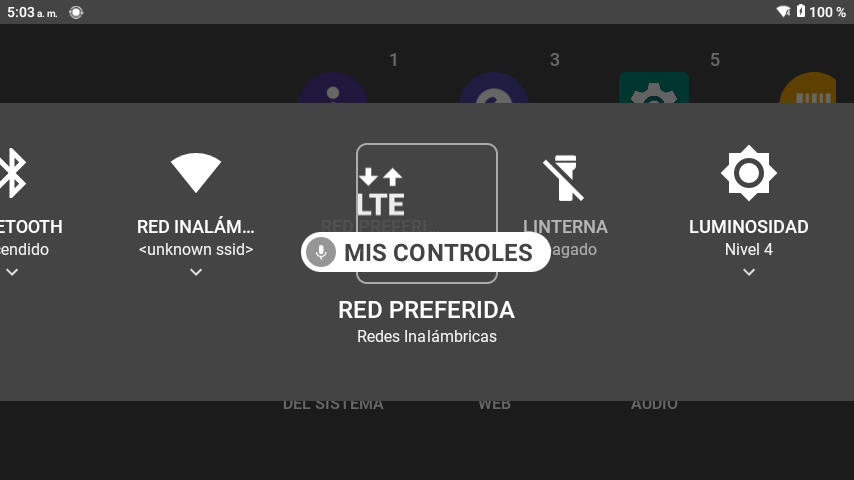 5:03 a. m.
100 %
1
3
5
ETOOTH
RED INALÁM…
RED PREFERI…
LINTERNA
LUMINOSIDAD
LTE
endido
<unknown ssid>
agado
Nivel 4
MIS CONTROLES
RED PREFERIDA
Redes Inalámbricas
DEL SISTEMA
WEB
AUDIO